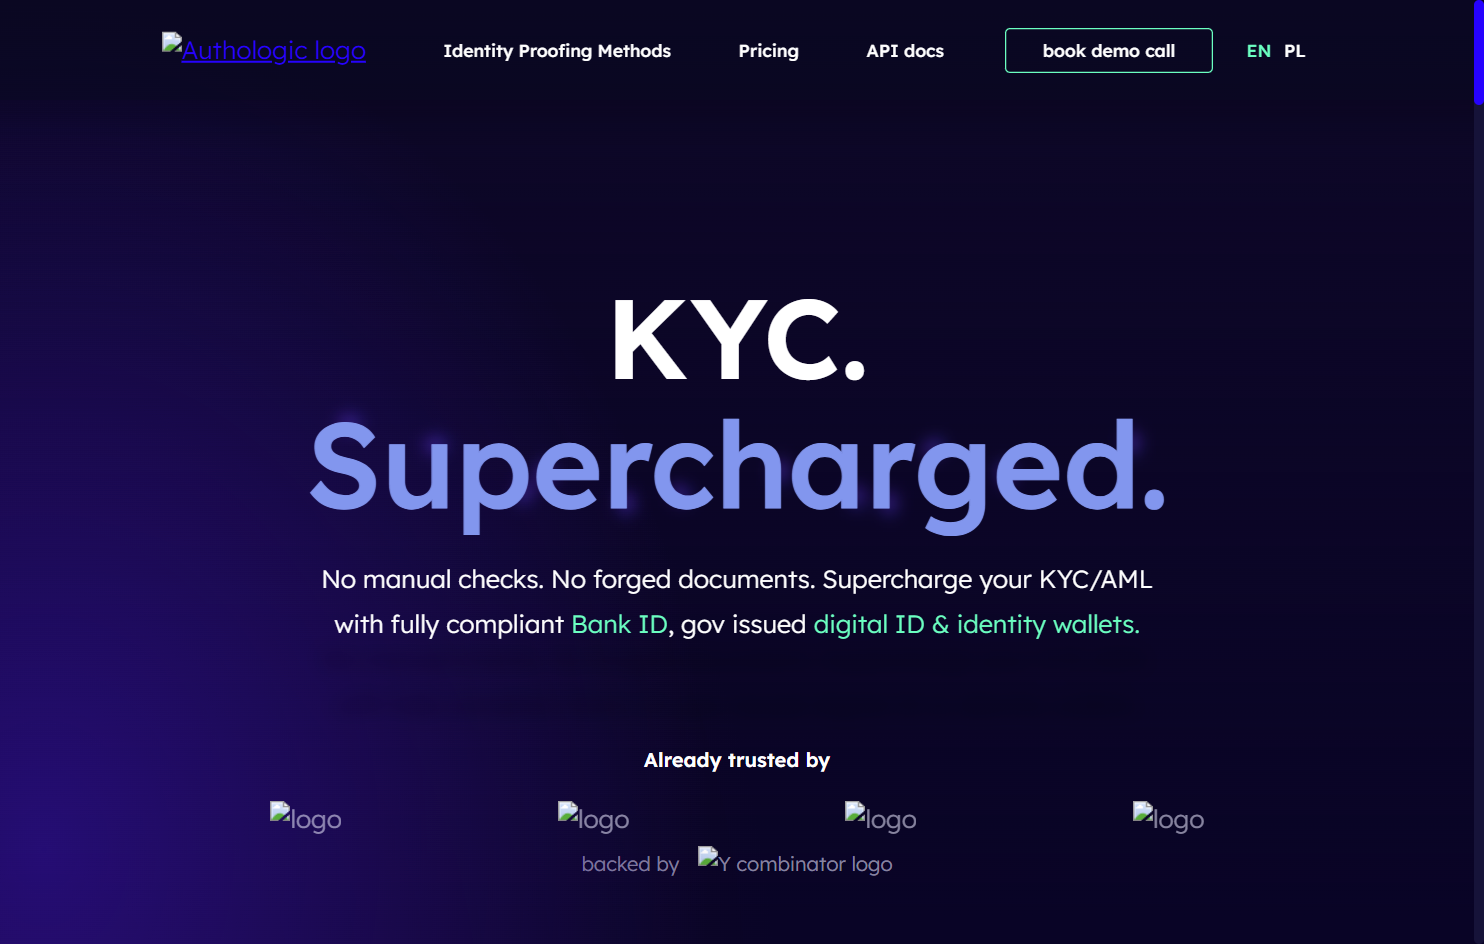 Authologic logo Identity Proofing Methods Pricing API docs book demo call EN PL
KYC.
Supercharged.
No manual checks. No forged documents. Supercharge your KYC/AML
with fully compliant Bank ID, gov issued digital ID & identity wallets.
Already trusted by
logo logo logo logo
backed by Y combinator logo